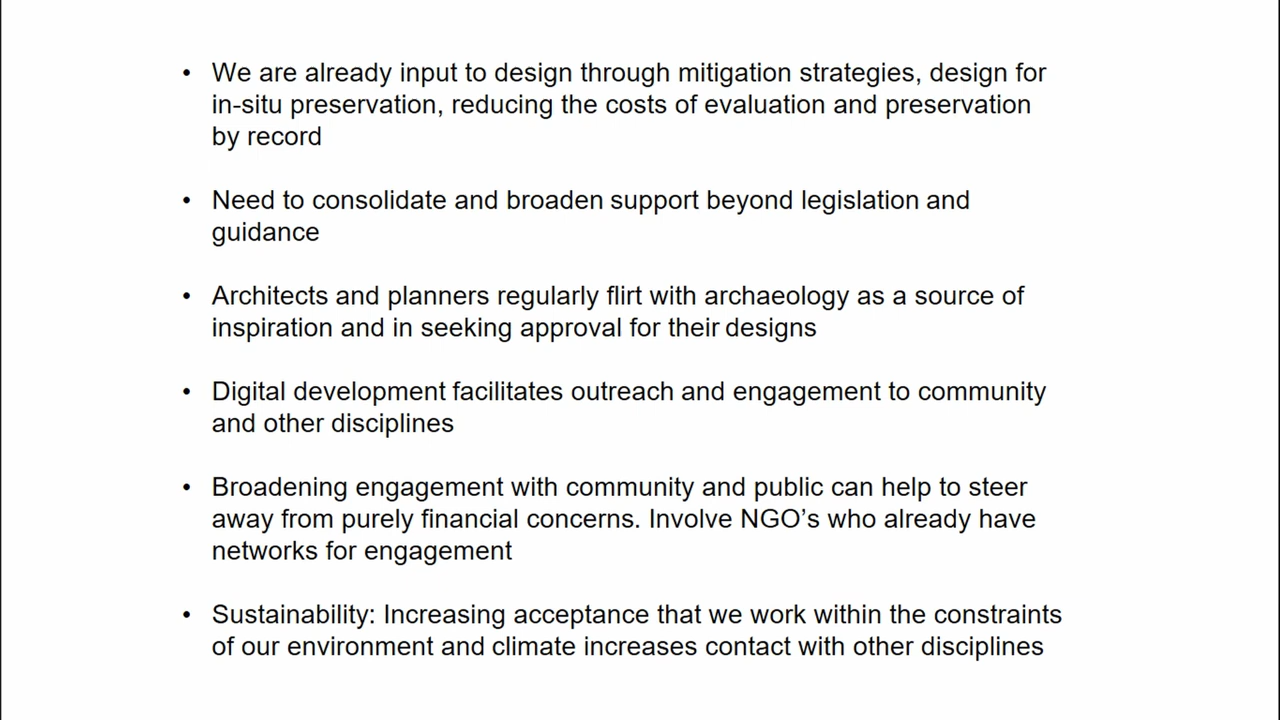 • We are already input to design through mitigation strategies, design for
in-situ preservation, reducing the costs of evaluation and preservation
by record
• Need to consolidate and broaden support beyond legislation and
guidance
• Architects and planners regularly flirt with archaeology as a source of
inspiration and in seeking approval for their designs
• Digital development facilitates outreach and engagement to community
and other disciplines
• Broadening engagement with community and public can help to steer
away from purely financial concerns. Involve NGO’s who already have
networks for engagement
• Sustainability: Increasing acceptance that we work within the constraints
of our environment and climate increases contact with other disciplines